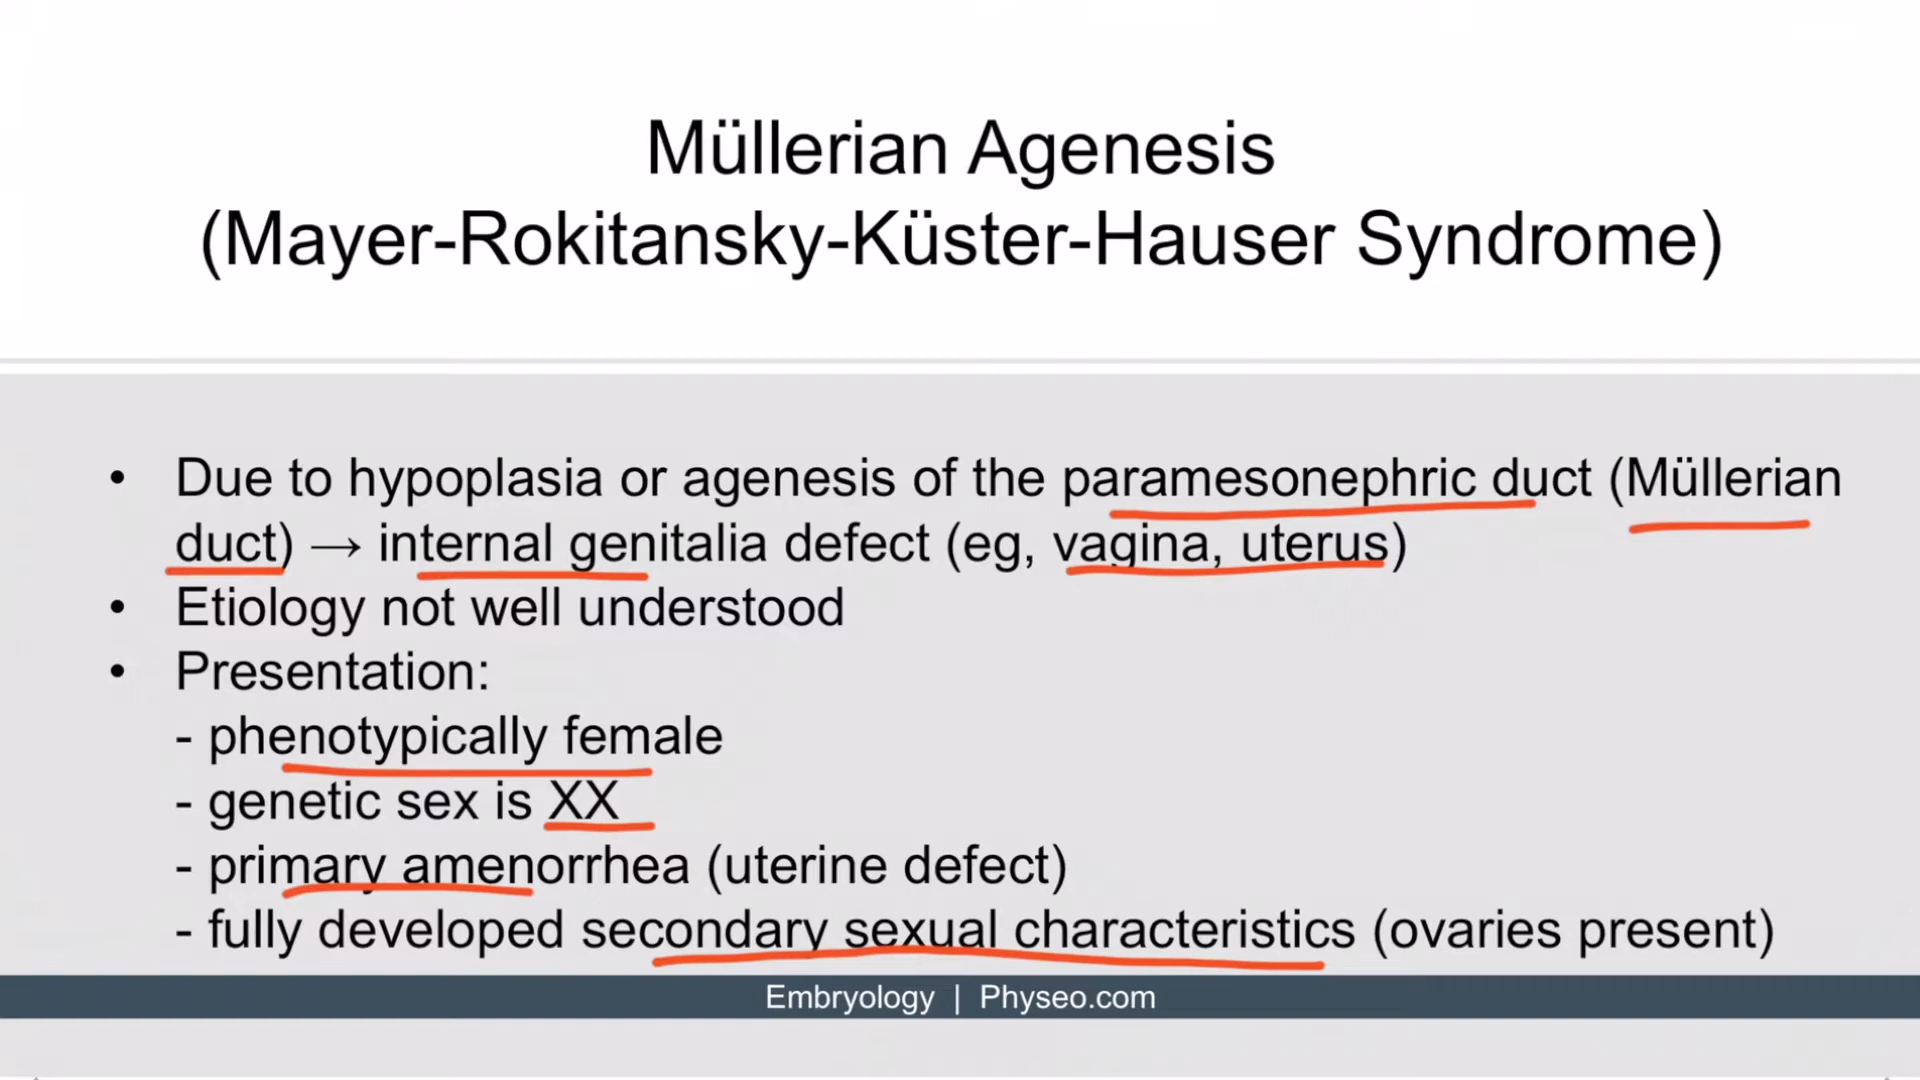 Müllerian Agenesis
(Mayer-Rokitansky-Küster-Hauser Syndrome)
• Due to hypoplasia or agenesis of the paramesonephric duct (Müllerian
duct) → internal genitalia defect (eg, vagina, uterus)
• Etiology not well understood
• Presentation:
- phenotypically female
- genetic sex is XX
- primary amenorrhea (uterine defect)
- fully developed secondary sexual characteristics (ovaries present)
Embryology | Physeo.com